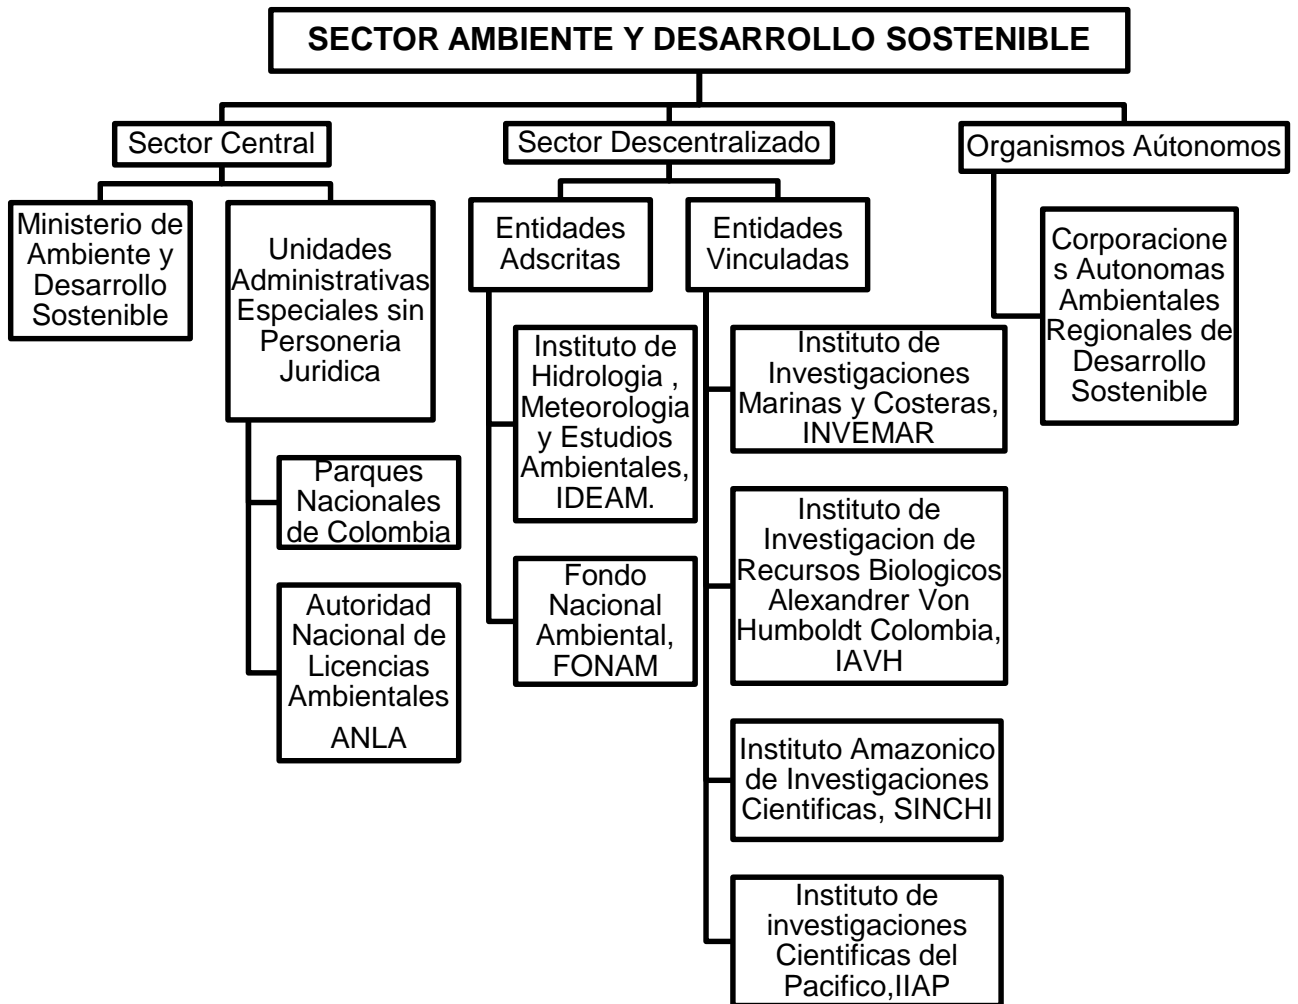 SECTOR AMBIENTE Y DESARROLLO SOSTENIBLE
Sector Central
Ministerio de
Ambiente y
Desarrollo
Sostenible
Unidades
Administrativas
Especiales sin
Personeria
Juridica
Parques
Nacionales
de Colombia
Autoridad
Nacional de
Licencias
Ambientales
ANLA
Sector Descentralizado
Entidades
Adscritas
Instituto de
Hidrologia ,
Meteorologia
y Estudios
Ambientales,
IDEAM.
Fondo
Nacional
Ambiental,
FONAM
Entidades
Vinculadas
Instituto de
Investigaciones
Marinas y Costeras,
INVEMAR
Instituto de
Investigacion de
Recursos Biologicos
Alexandrer Von
Humboldt Colombia,
IAVH
Instituto Amazonico
de Investigaciones
Cientificas, SINCHI
Instituto de
investigaciones
Cientificas del
Pacifico,IIAP
Organismos Aútonomos
Corporacione
s Autonomas
Ambientales
Regionales de
Desarrollo
Sostenible